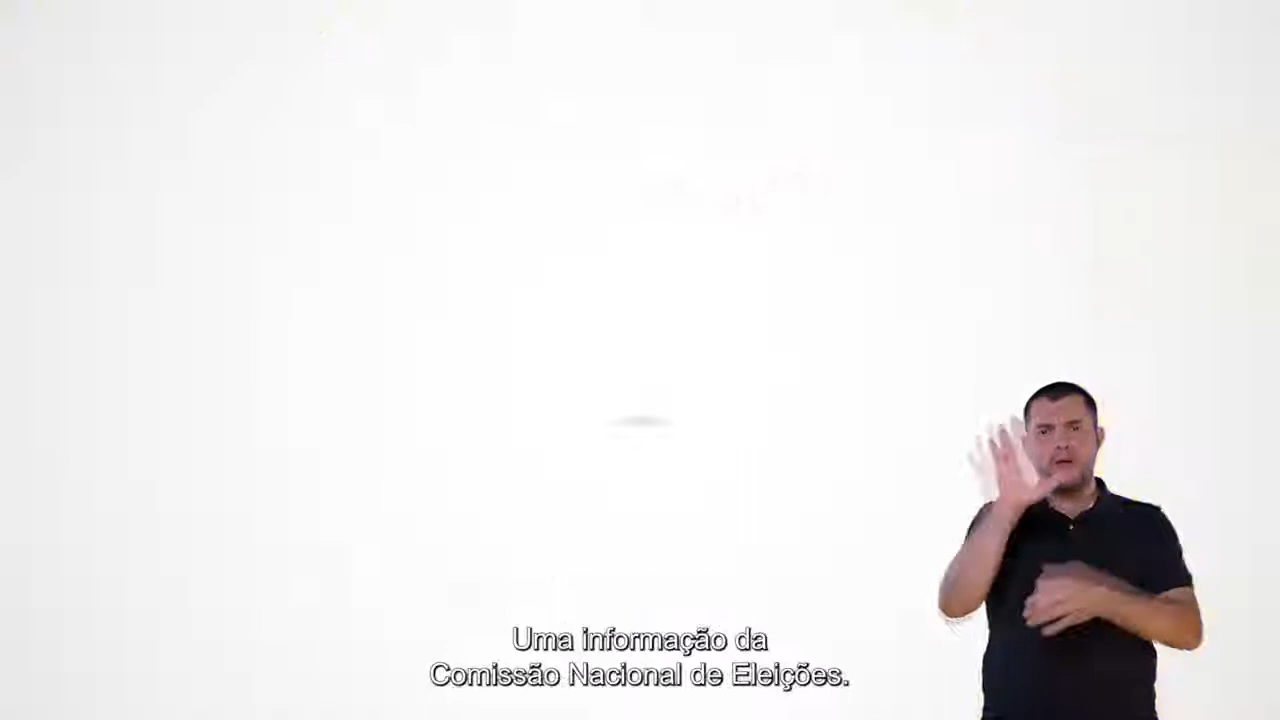 Uma informação da
Comissão Nacional de Eleições.